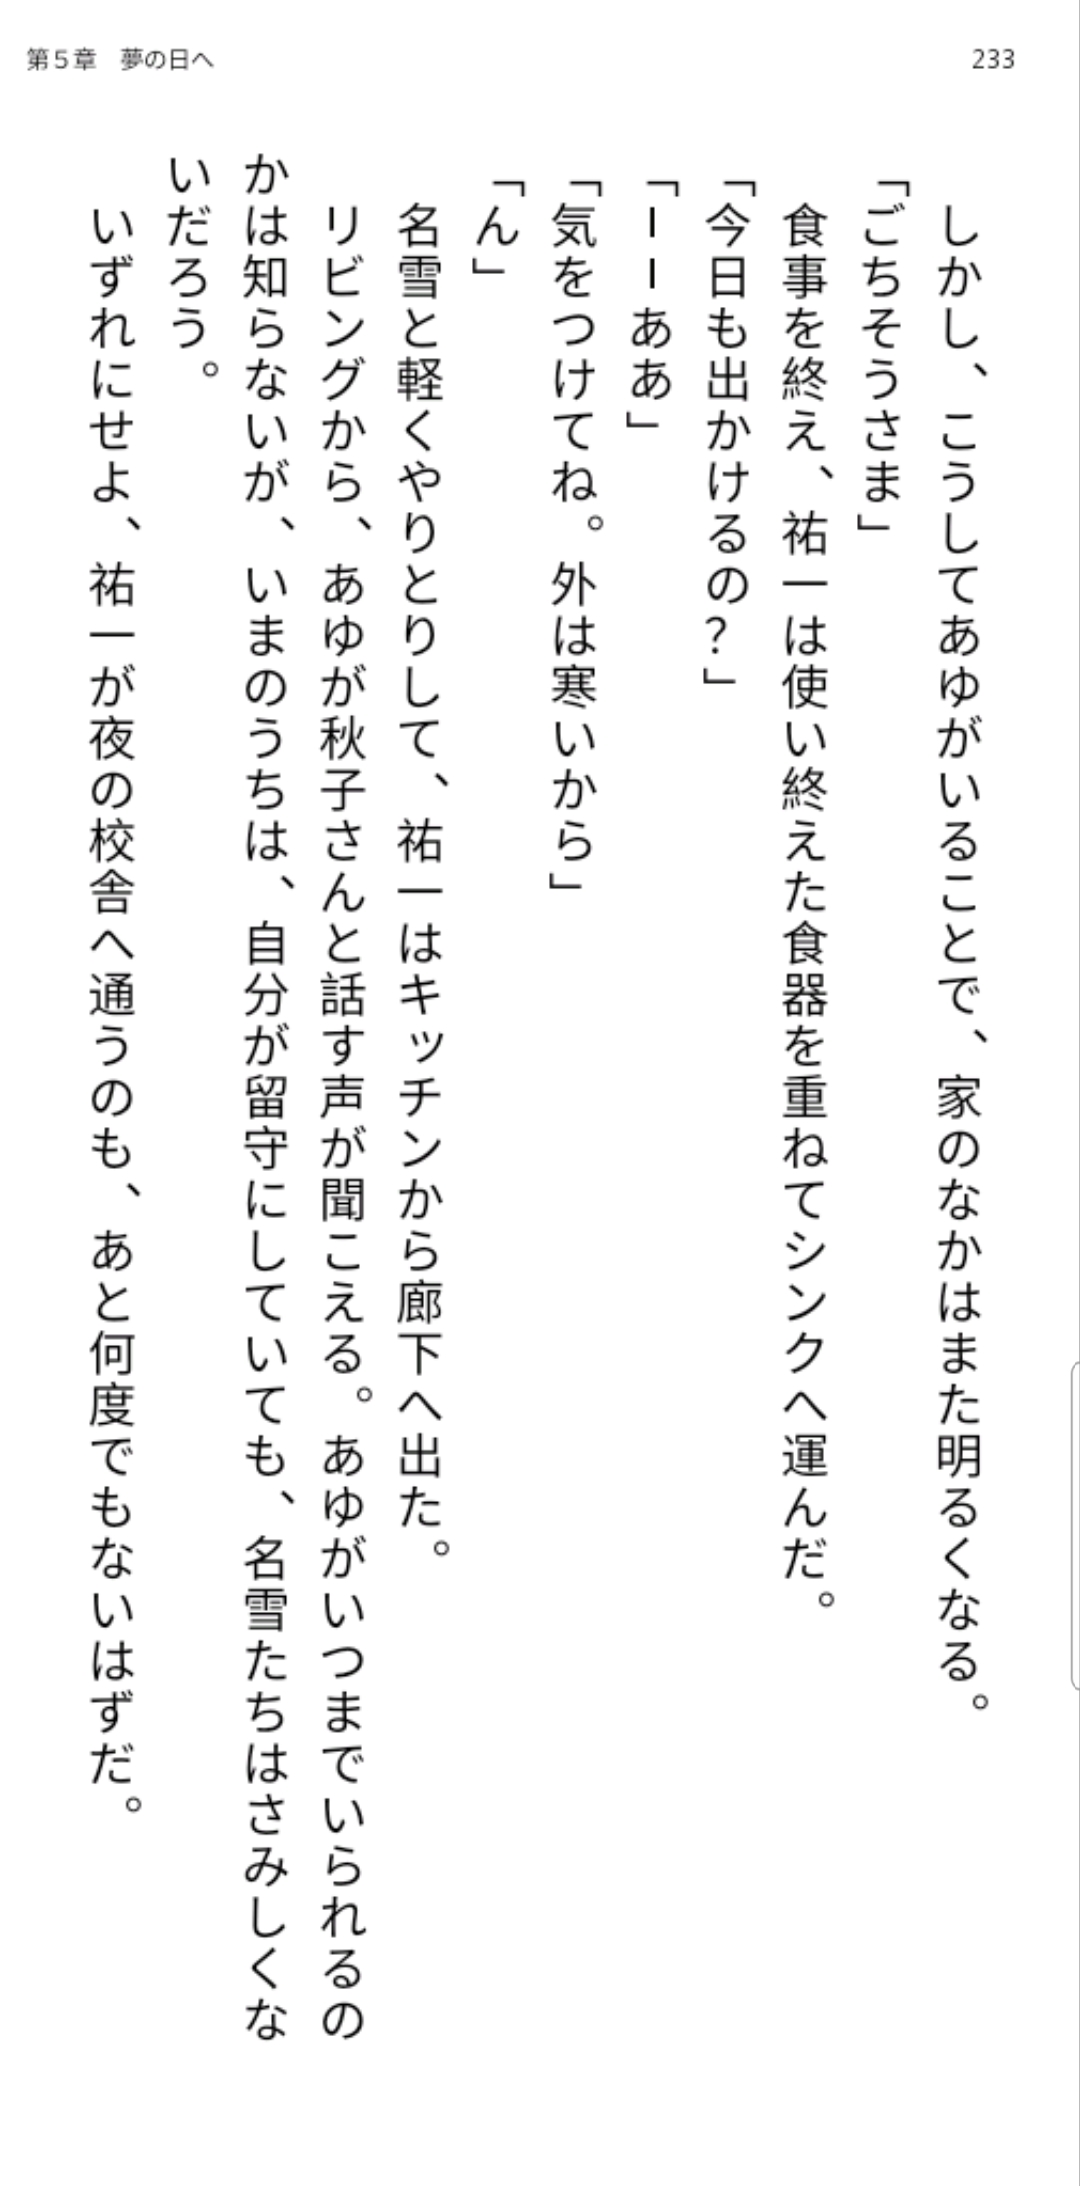 第５章　夢の日へ
233
　しかし、こうしてあゆがいることで、家のなかはまた明るくなる。
「ごちそうさま」
　食事を終え、祐一は使い終えた食器を重ねてシンクへ運んだ。
「今日も出かけるの？」
「――ああ」
「気をつけてね。外は寒いから」
「ん」
　名雪と軽くやりとりして、祐一はキッチンから廊下へ出た。
　リビングから、あゆが秋子さんと話す声が聞こえる。あゆがいつまでいられるの
かは知らないが、いまのうちは、自分が留守にしていても、名雪たちはさみしくな
いだろう。
　いずれにせよ、祐一が夜の校舎へ通うのも、あと何度でもないはずだ。